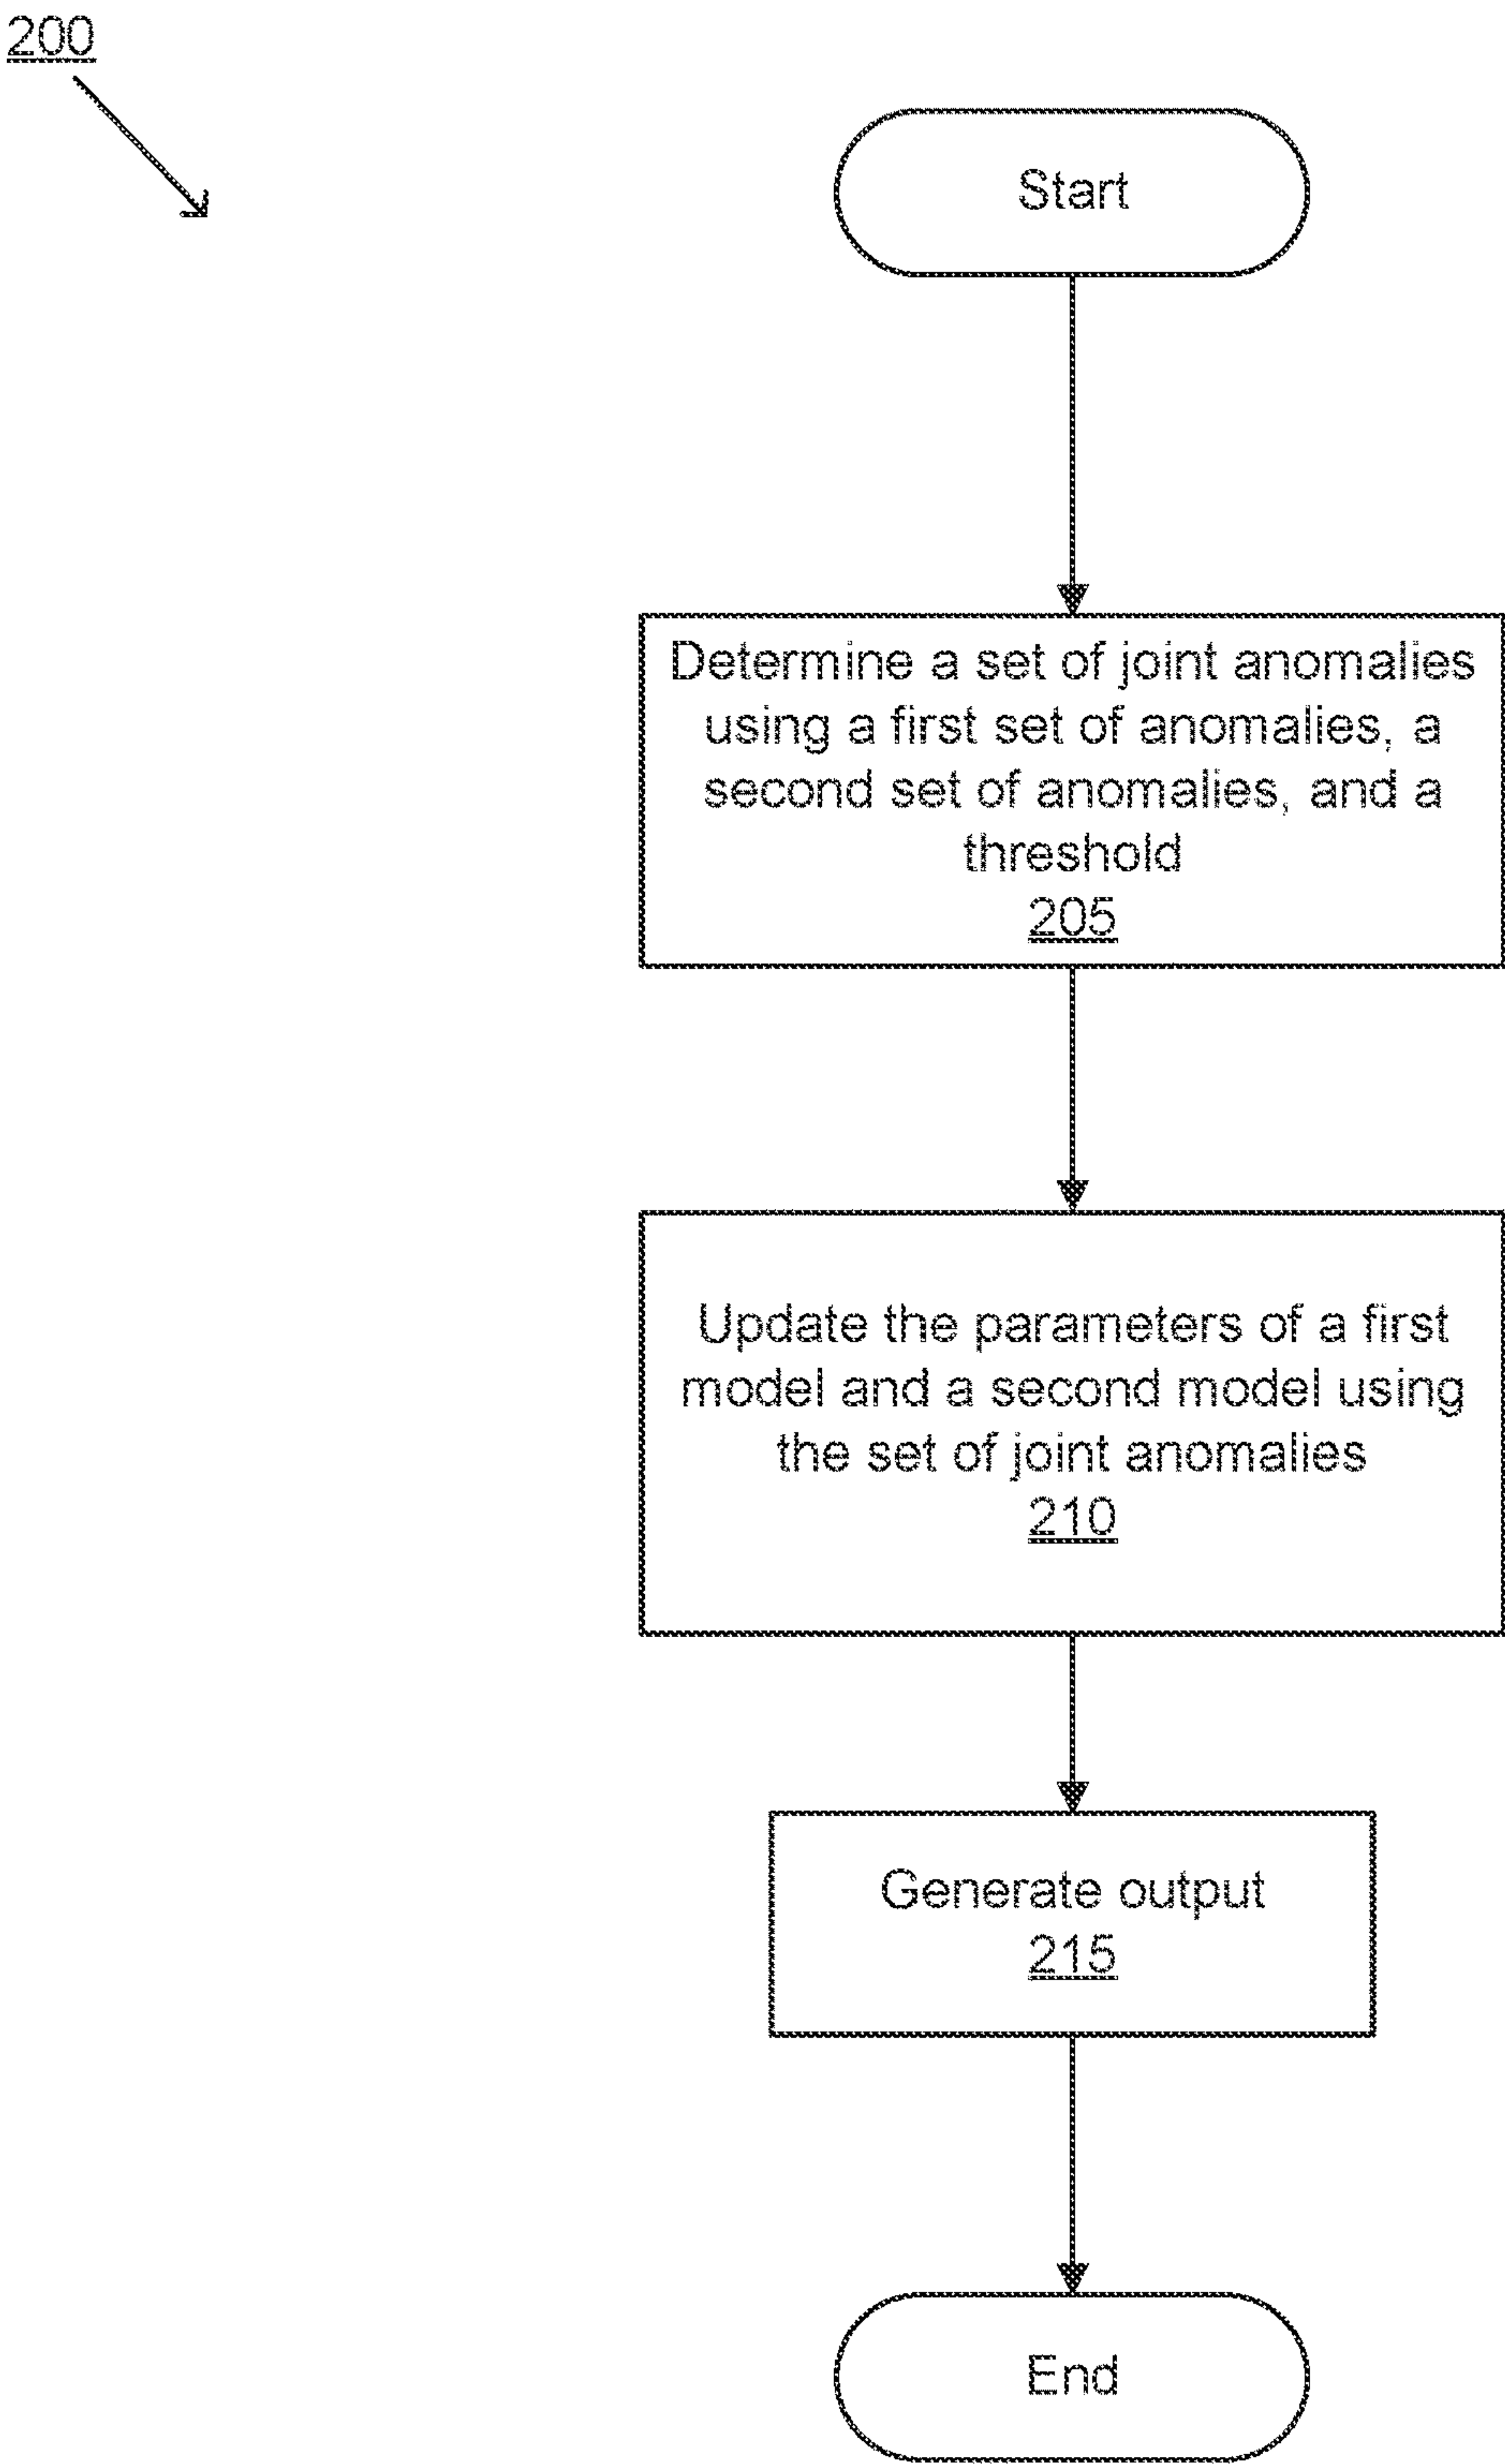 200
Start
Determine a set of joint anomalies
using a first set of anomalies, a
second set of anomalies, and a
threshold
205
Update the parameters of a first
model and a second model using
the set of joint anomalies
210
Generate output
215
End